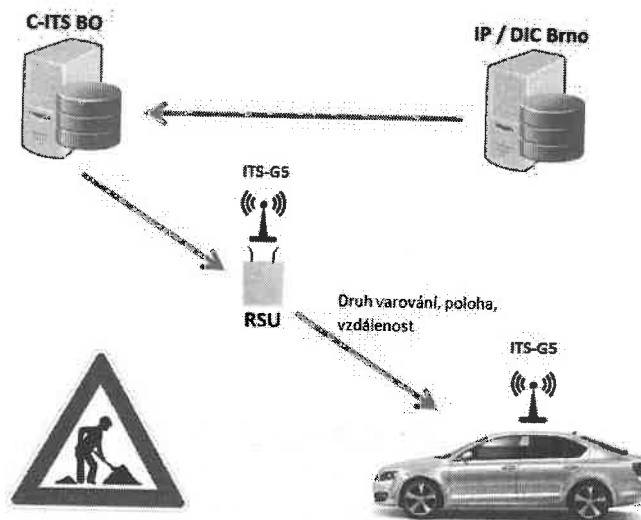 C-ITS BO
IP / DIC Brno
ITS-G5
RSU
Druh varování, poloha,
vzdálenost
ITS-G5